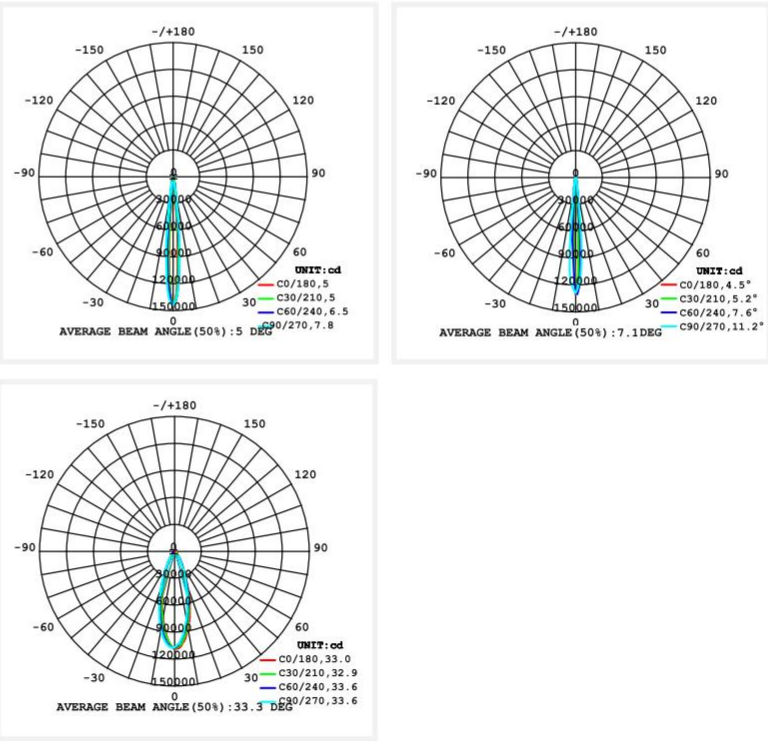 -/+180
-150 150
-120 120
-90 0 90
30000
60000
90000
-60 60
120000
-30 30
150000
0
UNIT:cd
C0/180,5
C30/210,5
C60/240,6.5
C90/270,7.8
AVERAGE BEAM ANGLE(50%):5 DEG
-/+180
-150 150
-120 120
-90 0 90
30000
60000
90000
-60 60
120000
-30 30
150000
0
UNIT:cd
C0/180,4.5°
C30/210,5.2°
C60/240,7.6°
C90/270,11.2°
AVERAGE BEAM ANGLE(50%):7.1DEG
-/+180
-150 150
-120 120
-90 0 90
30000
60000
90000
-60 60
120000
-30 30
150000
0
UNIT:cd
C0/180,33.0
C30/210,32.9
C60/240,33.6
C90/270,33.6
AVERAGE BEAM ANGLE(50%):33.3 DEG